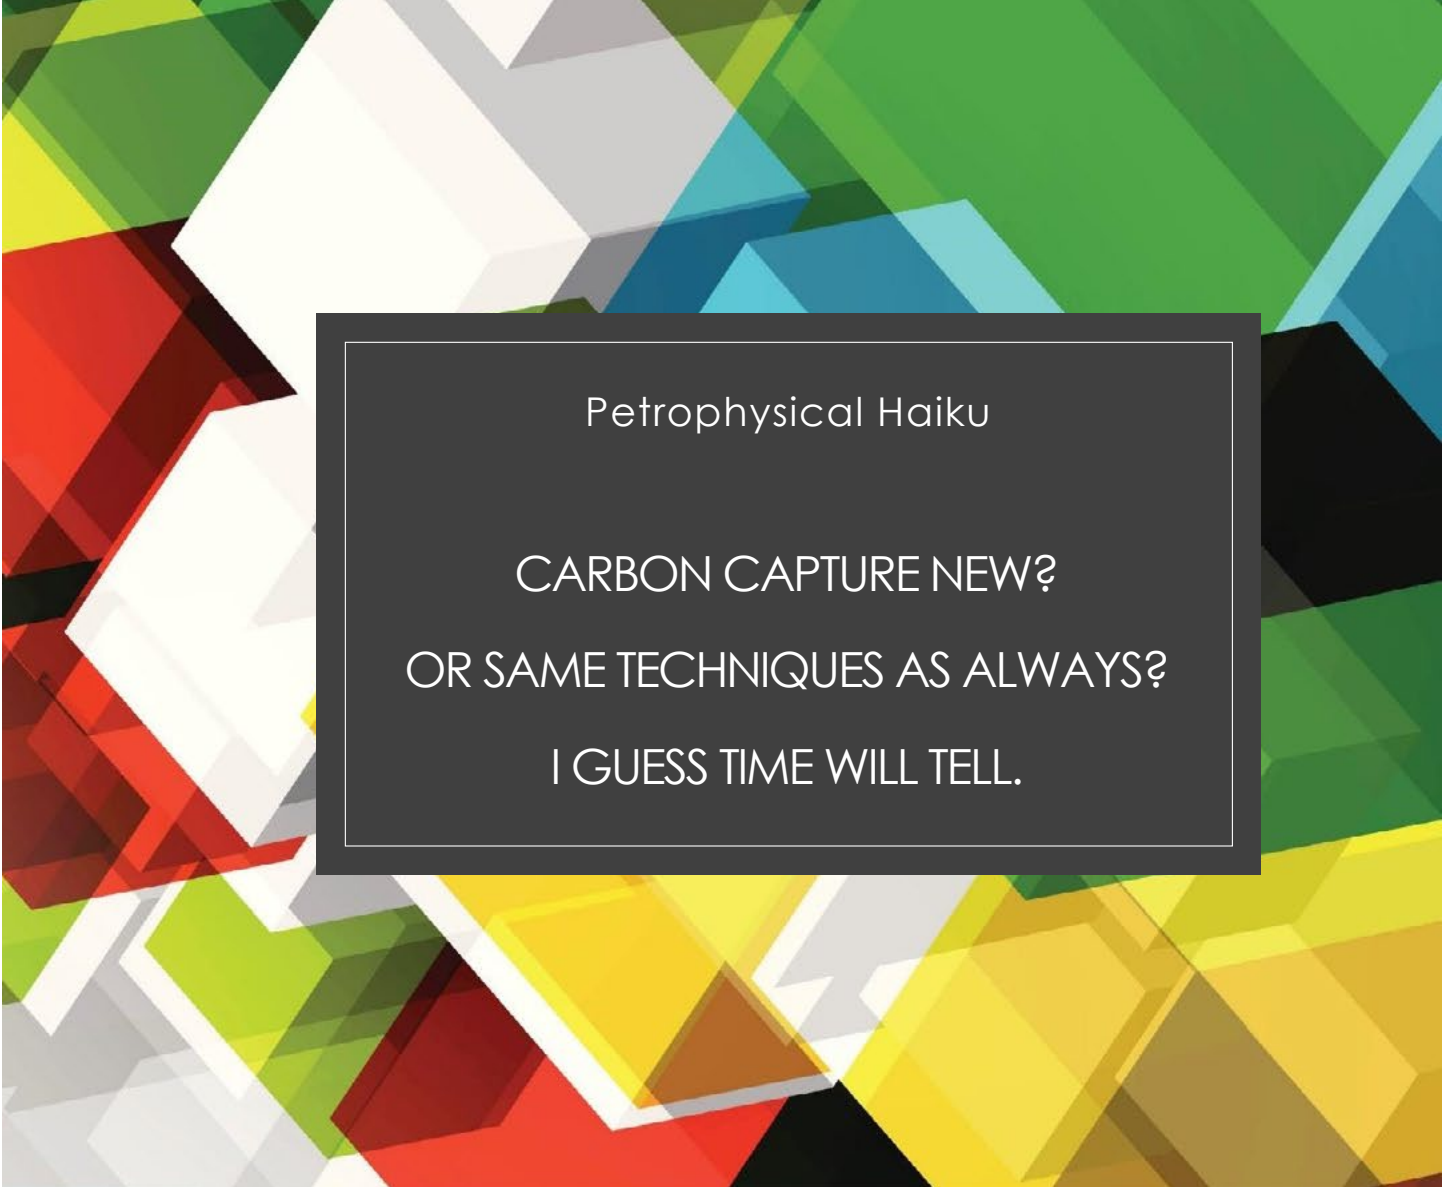 Petrophysical Haiku
CARBON CAPTURE NEW?
OR SAME TECHNIQUES AS ALWAYS?
I GUESS TIME WILL TELL.